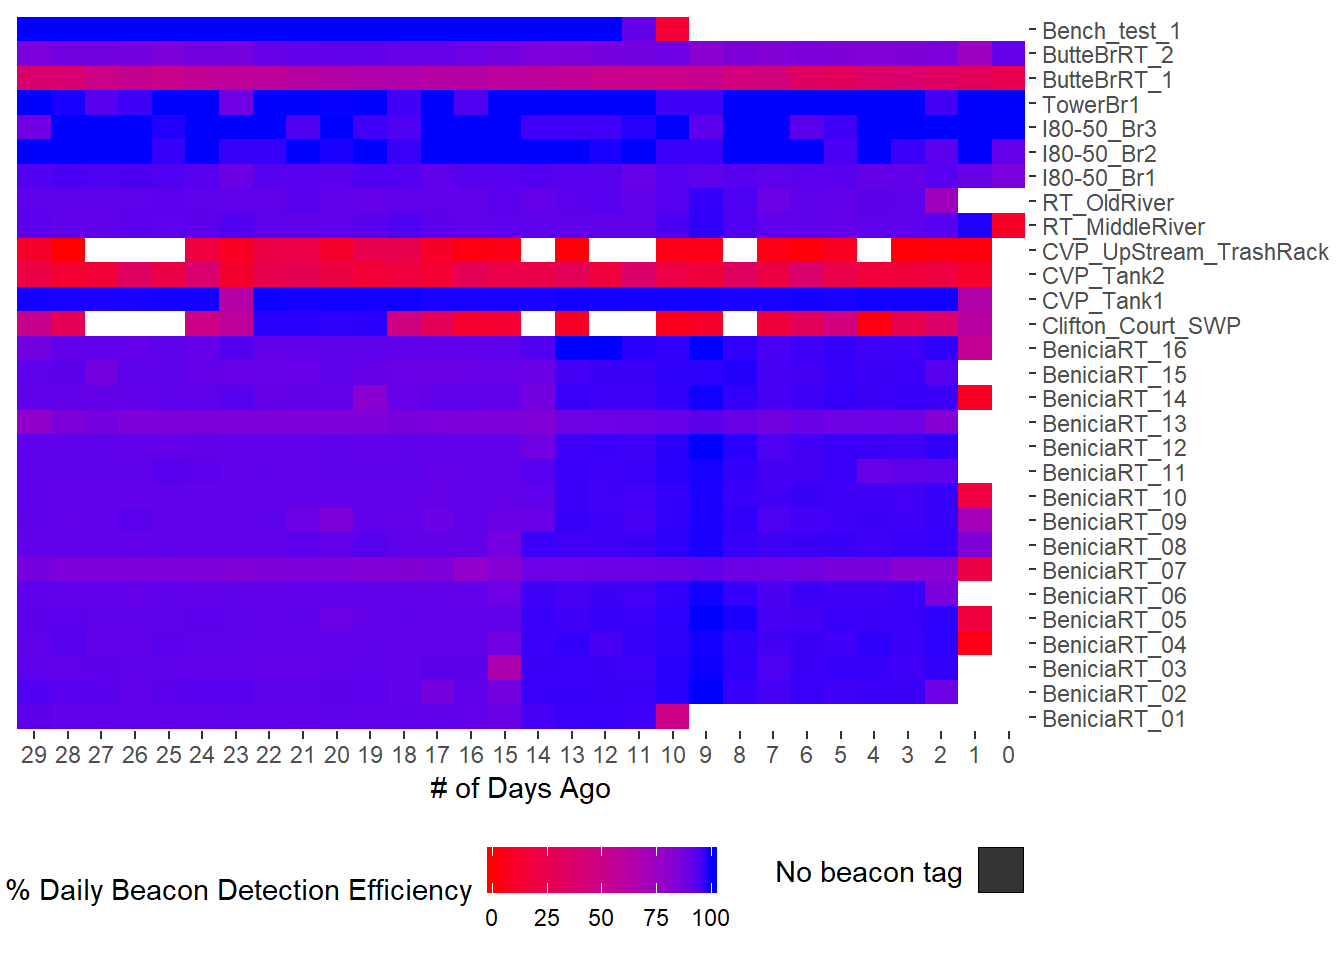 Bench_test_1
ButteBrRT_2
ButteBrRT_1
TowerBr1
I80-50_Br3
I80-50_Br2
I80-50_Br1
RT_OldRiver
RT_MiddleRiver
CVP_UpStream_TrashRack
CVP_Tank2
CVP_Tank1
Clifton_Court_SWP
BeniciaRT_16
BeniciaRT_15
BeniciaRT_14
BeniciaRT_13
BeniciaRT_12
BeniciaRT_11
BeniciaRT_10
BeniciaRT_09
BeniciaRT_08
BeniciaRT_07
BeniciaRT_06
BeniciaRT_05
BeniciaRT_04
BeniciaRT_03
BeniciaRT_02
BeniciaRT_01
29 28 27 26 25 24 23 22 21 20 19 18 17 16 15 14 13 12 11 10 9 8 7 6 5 4 3 2 1 0
# of Days Ago
% Daily Beacon Detection Efficiency
0 25 50 75 100
No beacon tag